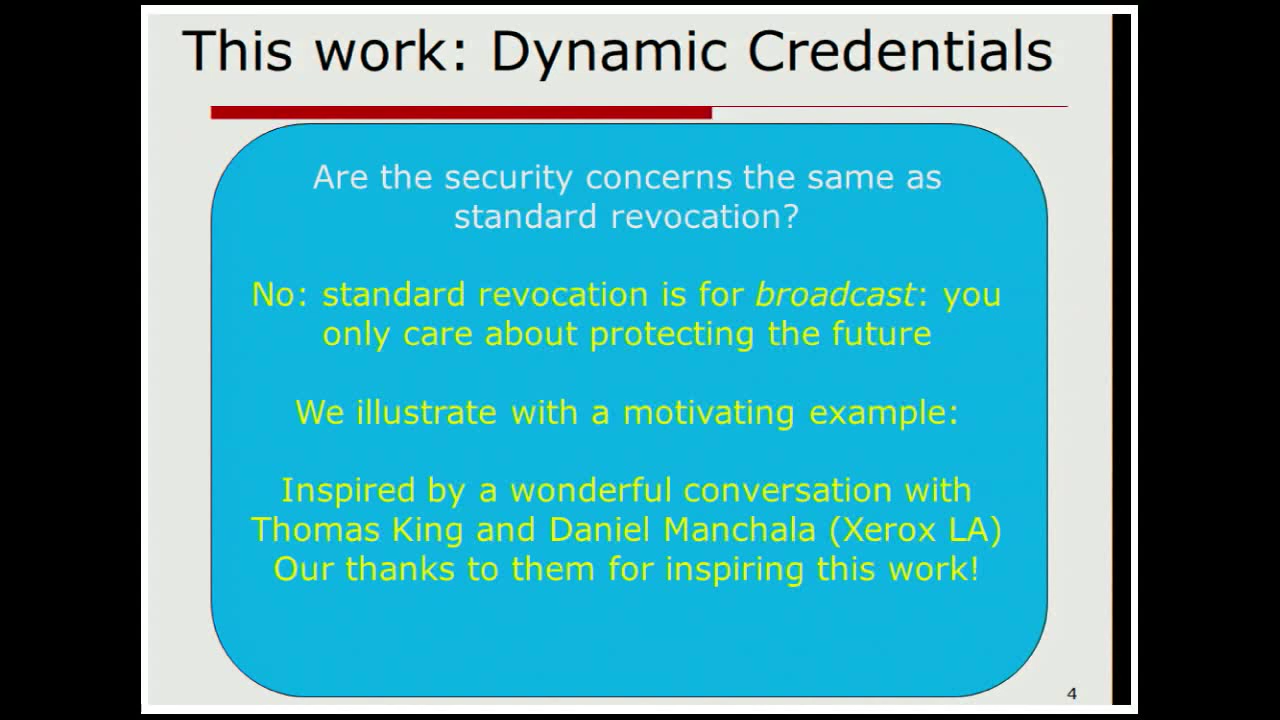 This work: Dynamic Credentials
Are the security concerns the same as
standard revocation?
No: standard revocation is for broadcast: you
only care about protecting the future
We illustrate with a motivating example:
Inspired by a wonderful conversation with
Thomas King and Daniel Manchala (Xerox LA)
Our thanks to them for inspiring this work!
4